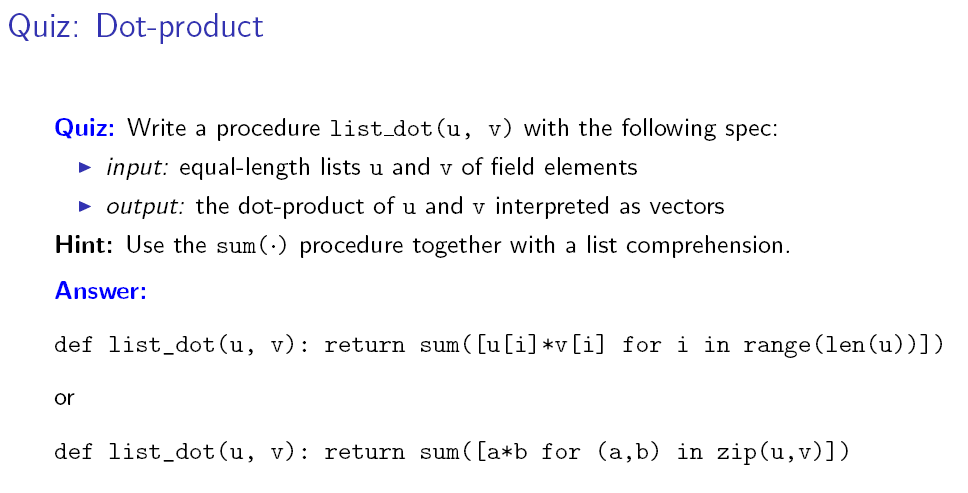 Quiz: Dot-product
Quiz: Write a procedure list_dot(u, v) with the following spec:
▶ input: equal-length lists u and v of field elements
▶ output: the dot-product of u and v interpreted as vectors
Hint: Use the sum(·) procedure together with a list comprehension.
Answer:
def list_dot(u, v): return sum([u[i]*v[i] for i in range(len(u))])
or
def list_dot(u, v): return sum([a*b for (a,b) in zip(u,v)])